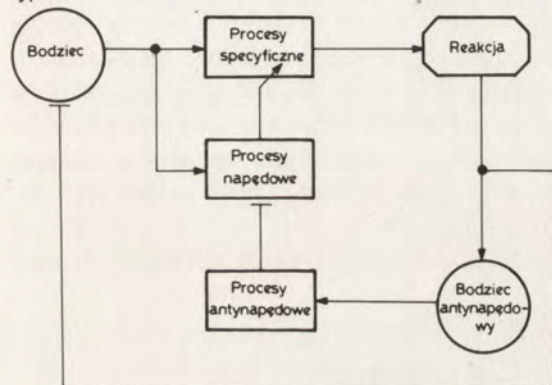 Bodziec
Procesy
specyficzne
Reakcja
Procesy
napędowe
Procesy
antynapędowe
Bodziec
antynapędo-
wy